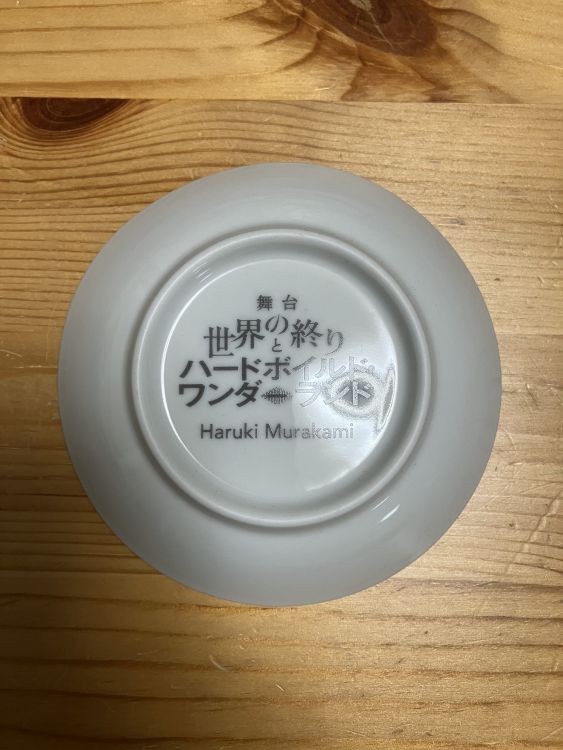 舞台
世界の終りと
ハードボイルド・
ワンダーランド
Haruki Murakami